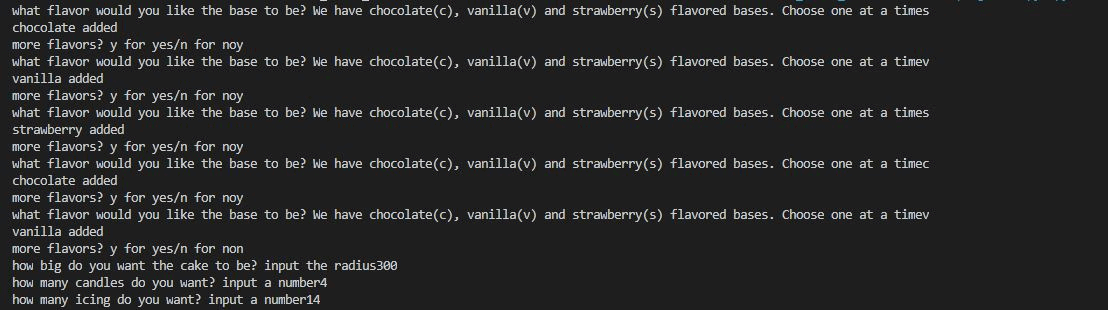 what flavor would you like the base to be? We have chocolate(c), vanilla(v) and strawberry(s) flavored bases. Choose one at a times
chocolate added
more flavors? y for yes/n for noy
what flavor would you like the base to be? We have chocolate(c), vanilla(v) and strawberry(s) flavored bases. Choose one at a timev
vanilla added
more flavors? y for yes/n for noy
what flavor would you like the base to be? We have chocolate(c), vanilla(v) and strawberry(s) flavored bases. Choose one at a times
strawberry added
more flavors? y for yes/n for noy
what flavor would you like the base to be? We have chocolate(c), vanilla(v) and strawberry(s) flavored bases. Choose one at a timec
chocolate added
more flavors? y for yes/n for noy
what flavor would you like the base to be? We have chocolate(c), vanilla(v) and strawberry(s) flavored bases. Choose one at a timev
vanilla added
more flavors? y for yes/n for non
how big do you want the cake to be? input the radius300
how many candles do you want? input a number4
how many icing do you want? input a number14